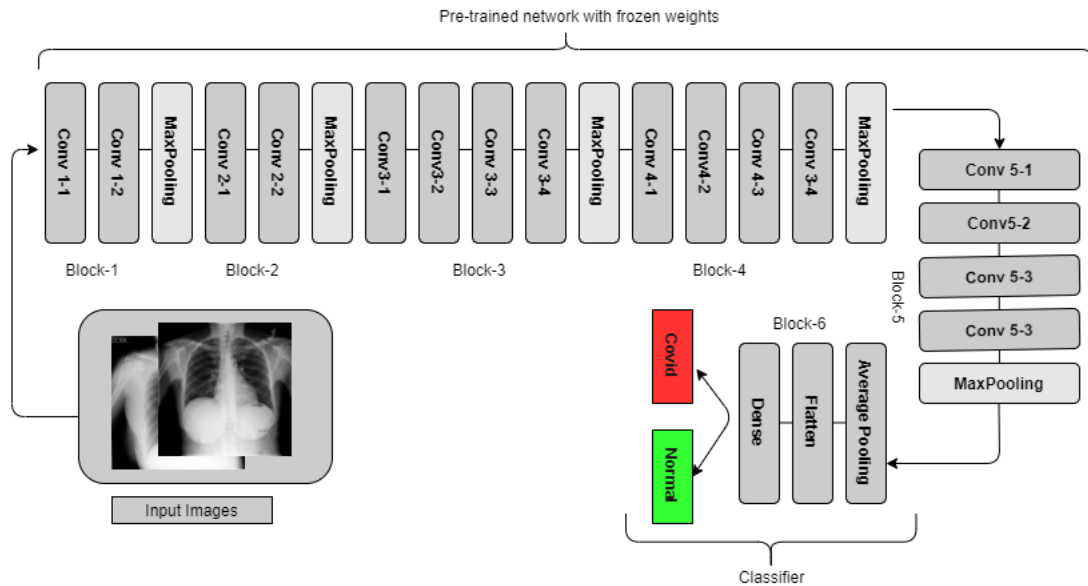 Pre-trained network with frozen weights
Conv 1-1
Conv 1-2
MaxPooling
Conv 2-1
Conv 2-2
MaxPooling
Conv3-1
Conv3-2
Conv 3-3
Conv 3-4
MaxPooling
Conv 4-1
Conv4-2
Conv 4-3
Conv 3-4
MaxPooling
Block-1
Block-2
Block-3
Block-4
Conv 5-1
Conv5-2
Conv 5-3
Conv 5-3
MaxPooling
Block-5
Block-6
Average Pooling
Flatten
Dense
Covid
Normal
Classifier
Input Images